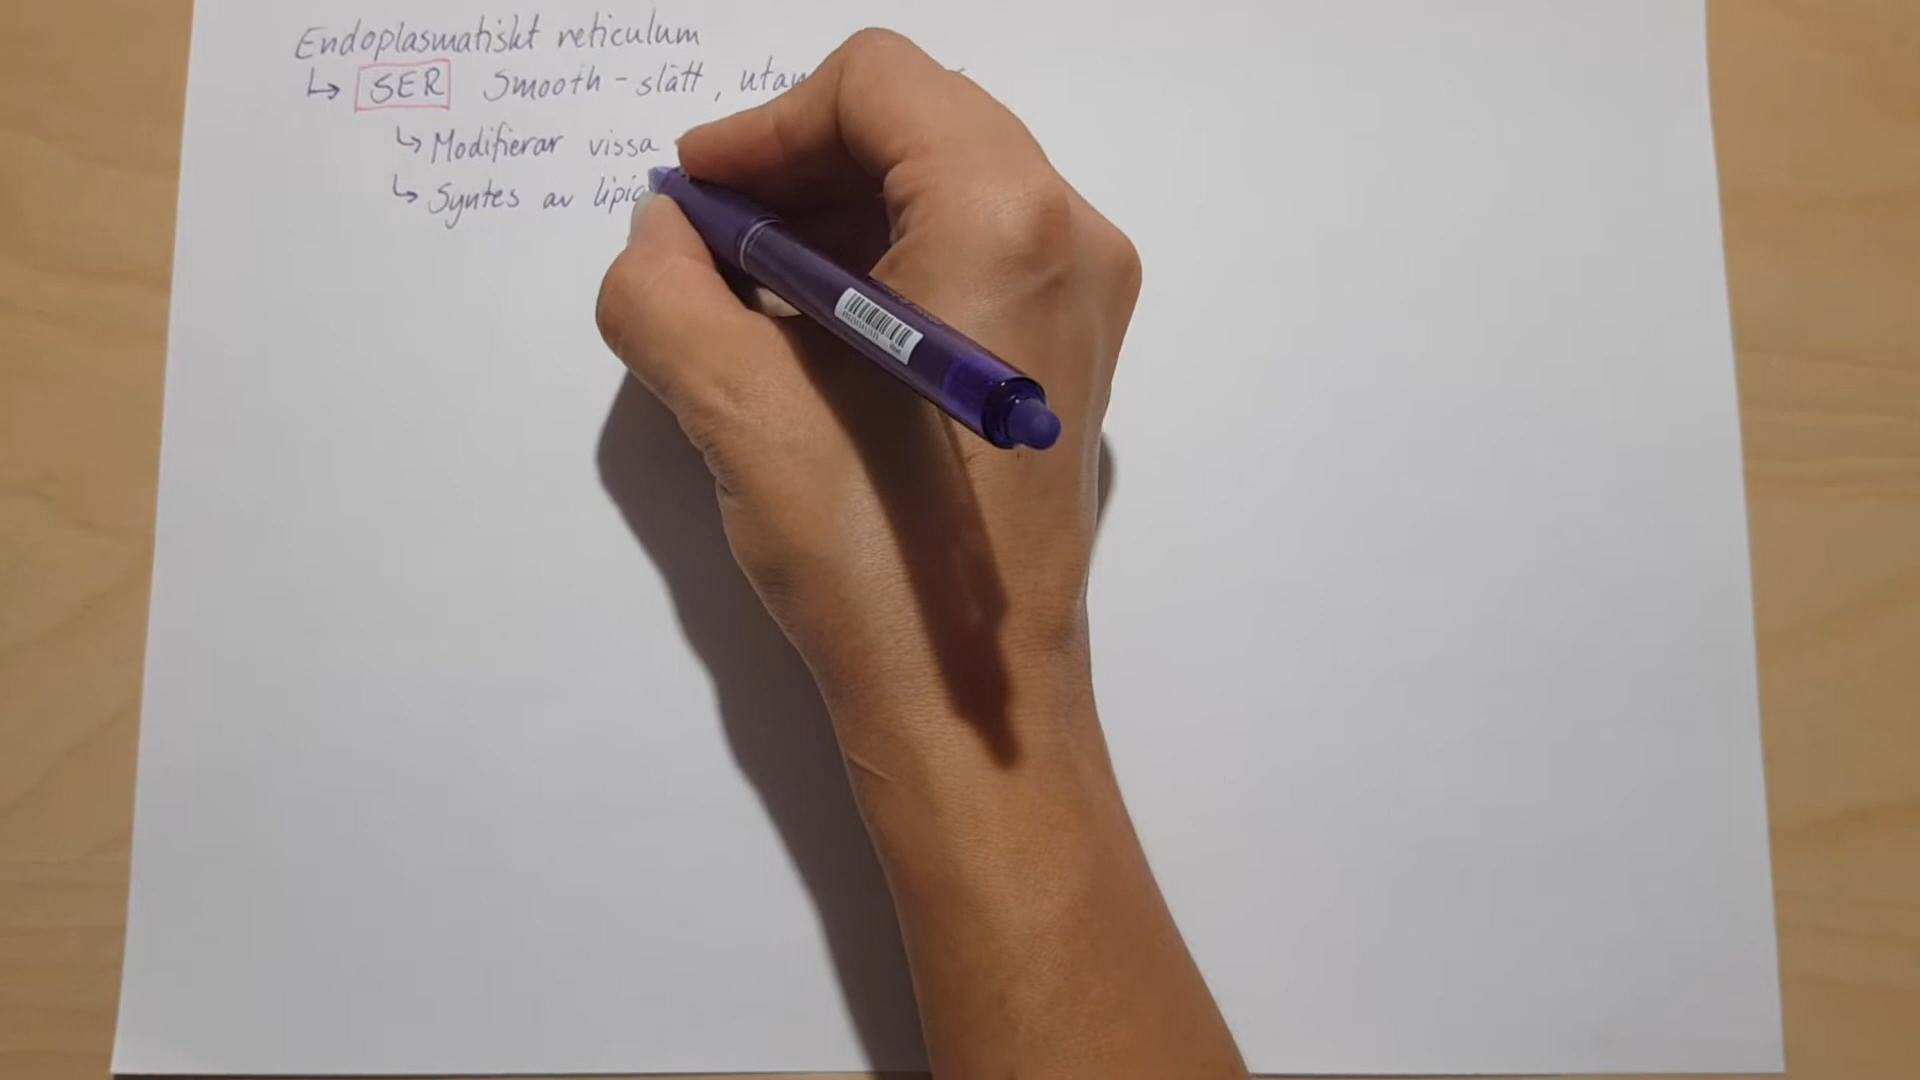 Endoplasmatiskt reticulum
↳ SER Smooth - slätt, utan
↳ Modifierar vissa
↳ Syntes av